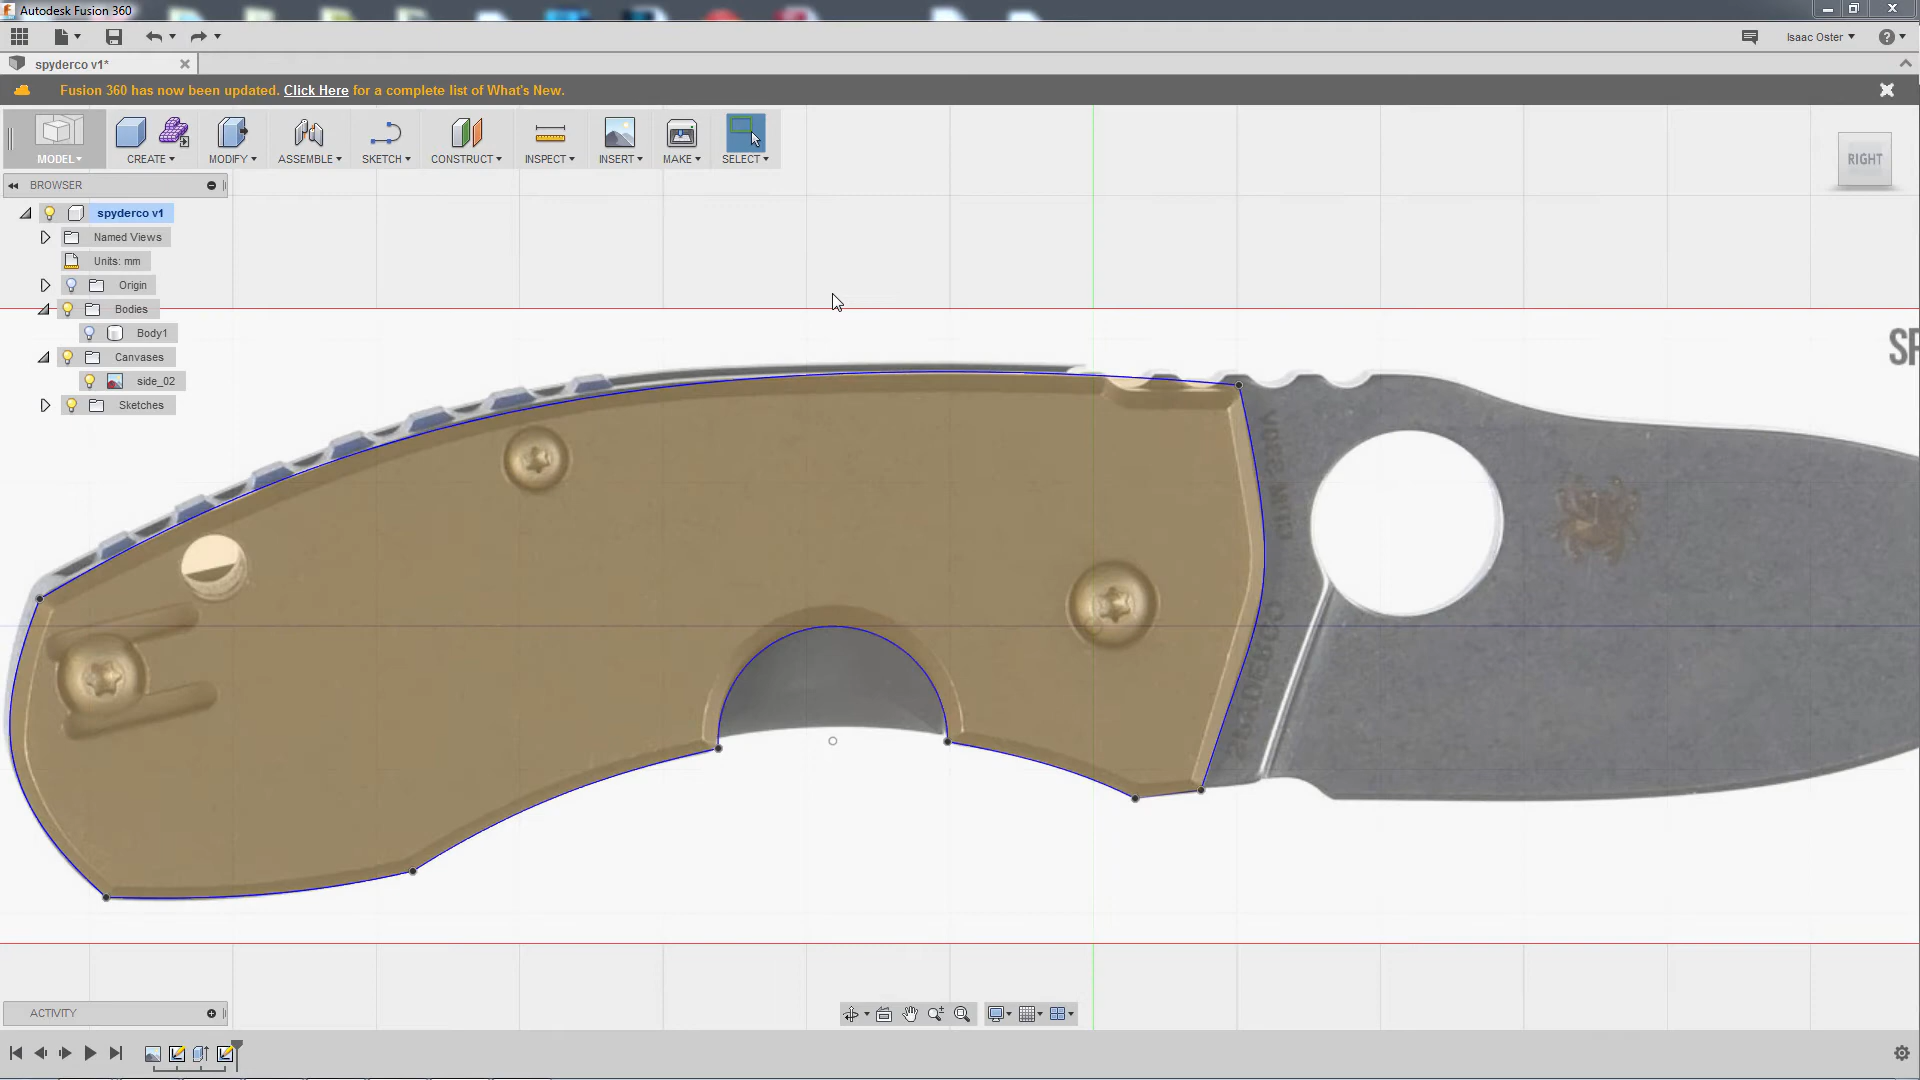 Autodesk Fusion 360
Isaac Oster
spyderco v1*
Fusion 360 has now been updated. Click Here for a complete list of What's New.
MODEL
CREATE
MODIFY
ASSEMBLE
SKETCH
CONSTRUCT
INSPECT
INSERT
MAKE
SELECT
RIGHT
BROWSER
spyderco v1
Named Views
Units: mm
Origin
Bodies
Body1
Canvases
side_02
Sketches
SP
SPYDERCO
ACTIVITY